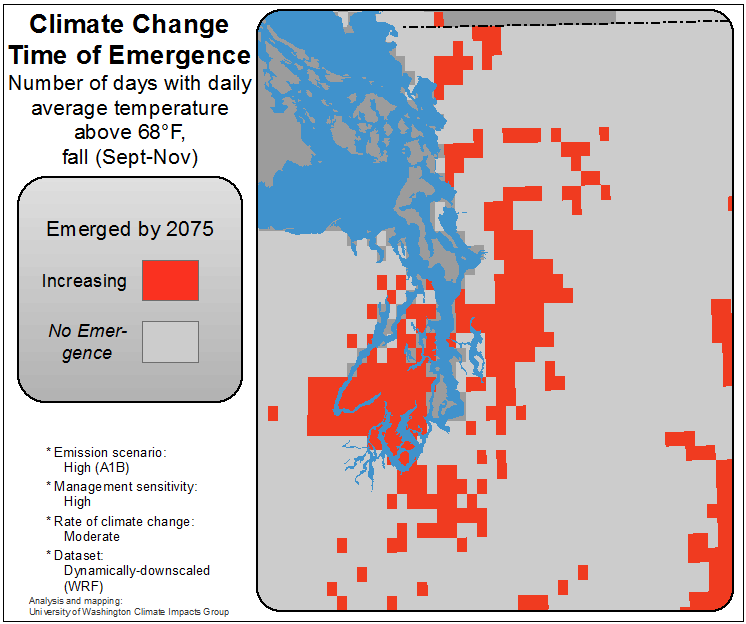 Climate Change
Time of Emergence
Number of days with daily
average temperature
above 68°F,
fall (Sept-Nov)
Emerged by 2075
Increasing
No Emer-
gence
* Emission scenario:
High (A1B)
* Management sensitivity:
High
* Rate of climate change:
Moderate
* Dataset:
Dynamically-downscaled
(WRF)
Analysis and mapping:
University of Washington Climate Impacts Group